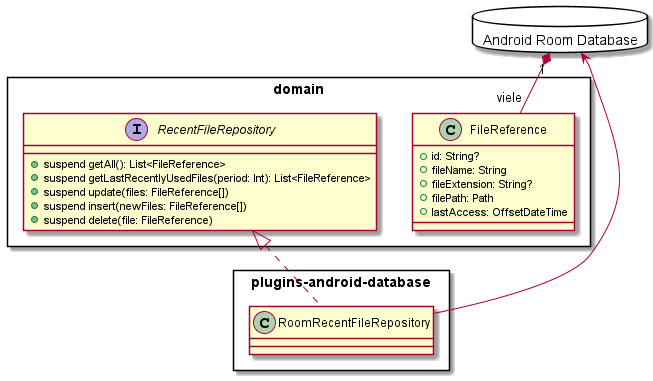 Android Room Database
1
viele
domain
I RecentFileRepository
suspend getAll(): List<FileReference>
suspend getLastRecentlyUsedFiles(period: Int): List<FileReference>
suspend update(files: FileReference[])
suspend insert(newFiles: FileReference[])
suspend delete(file: FileReference)
C FileReference
id: String?
fileName: String
fileExtension: String?
filePath: Path
lastAccess: OffsetDateTime
plugins-android-database
C RoomRecentFileRepository